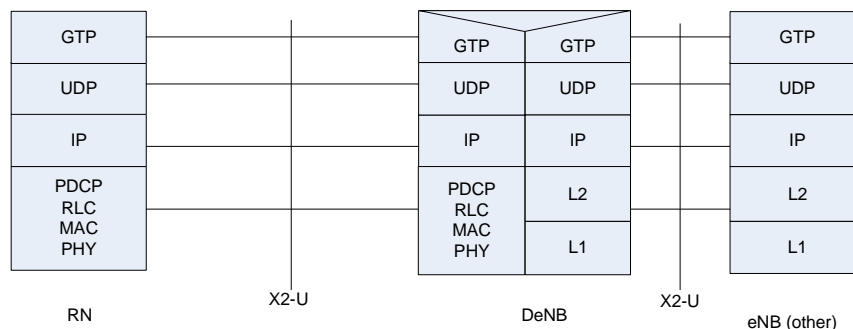 GTP
UDP
IP
PDCP
RLC
MAC
PHY
RN
X2-U
GTP
GTP
UDP
UDP
IP
IP
PDCP
RLC
MAC
PHY
L2
L1
DeNB
X2-U
GTP
UDP
IP
L2
L1
eNB (other)